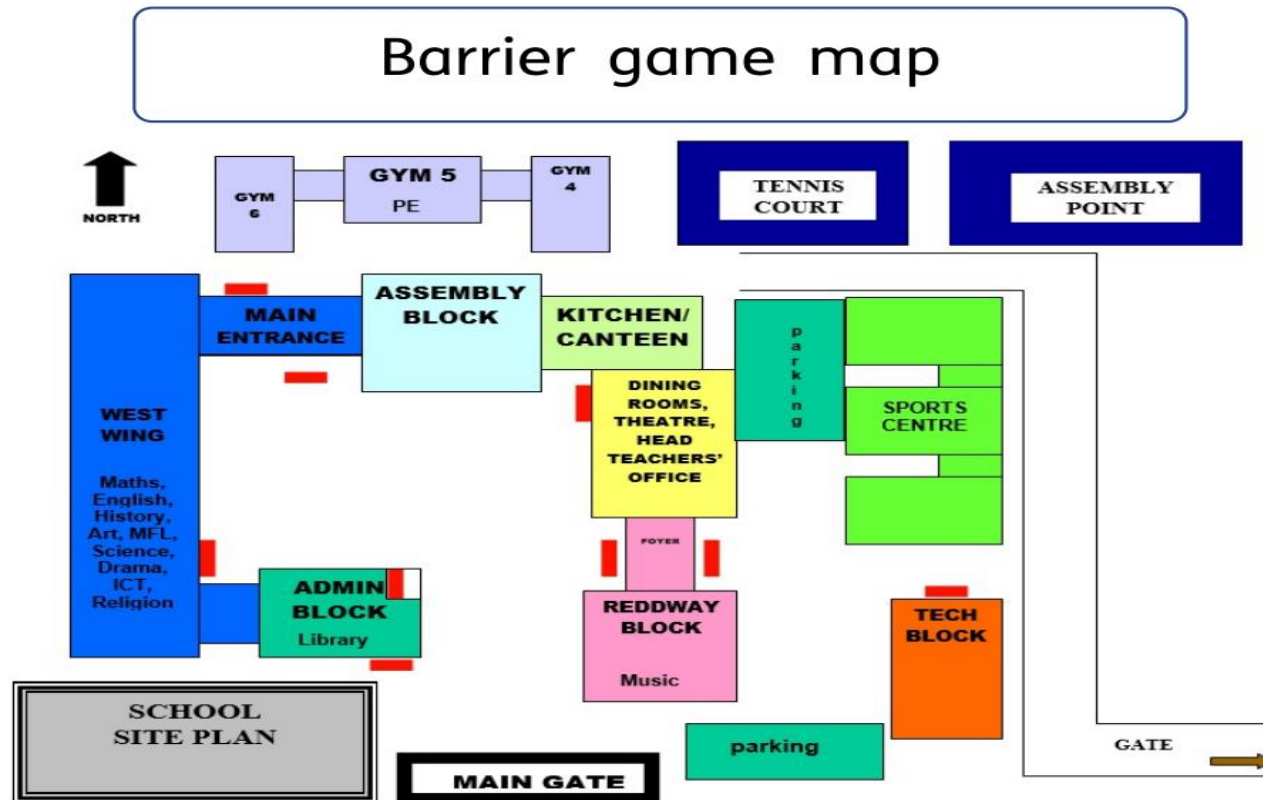 Barrier game map
NORTH
GYM
6
GYM 5
PE
GYM
4
TENNIS
COURT
ASSEMBLY
POINT
MAIN
ENTRANCE
ASSEMBLY
BLOCK
KITCHEN/
CANTEEN
parking
WEST
WING
Maths,
English,
History,
Art, MFL,
Science,
Drama,
ICT,
Religion
DINING
ROOMS,
THEATRE,
HEAD
TEACHERS'
OFFICE
SPORTS
CENTRE
FOYER
ADMIN
BLOCK
Library
REDDWAY
BLOCK
Music
TECH
BLOCK
SCHOOL
SITE PLAN
MAIN GATE
parking
GATE